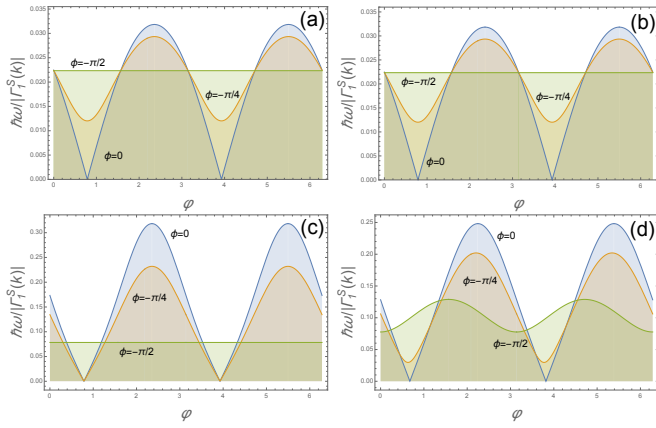 (a)
ħω/|Γ₁ˢ(k)|
0.035
0.030
0.025
0.020
0.015
0.010
0.005
0.000
ϕ=−π/2
ϕ=−π/4
ϕ=0
0 1 2 3 4 5 6
φ
(b)
ħω/|Γ₁ˢ(k)|
0.035
0.030
0.025
0.020
0.015
0.010
0.005
0.000
ϕ=−π/2
ϕ=−π/4
ϕ=0
0 1 2 3 4 5 6
φ
(c)
ħω/|Γ₁ˢ(k)|
0.30
0.25
0.20
0.15
0.10
0.05
0.00
ϕ=0
ϕ=−π/4
ϕ=−π/2
0 1 2 3 4 5 6
φ
(d)
ħω/|Γ₁ˢ(k)|
0.25
0.20
0.15
0.10
0.05
0.00
ϕ=0
ϕ=−π/4
ϕ=−π/2
0 1 2 3 4 5 6
φ